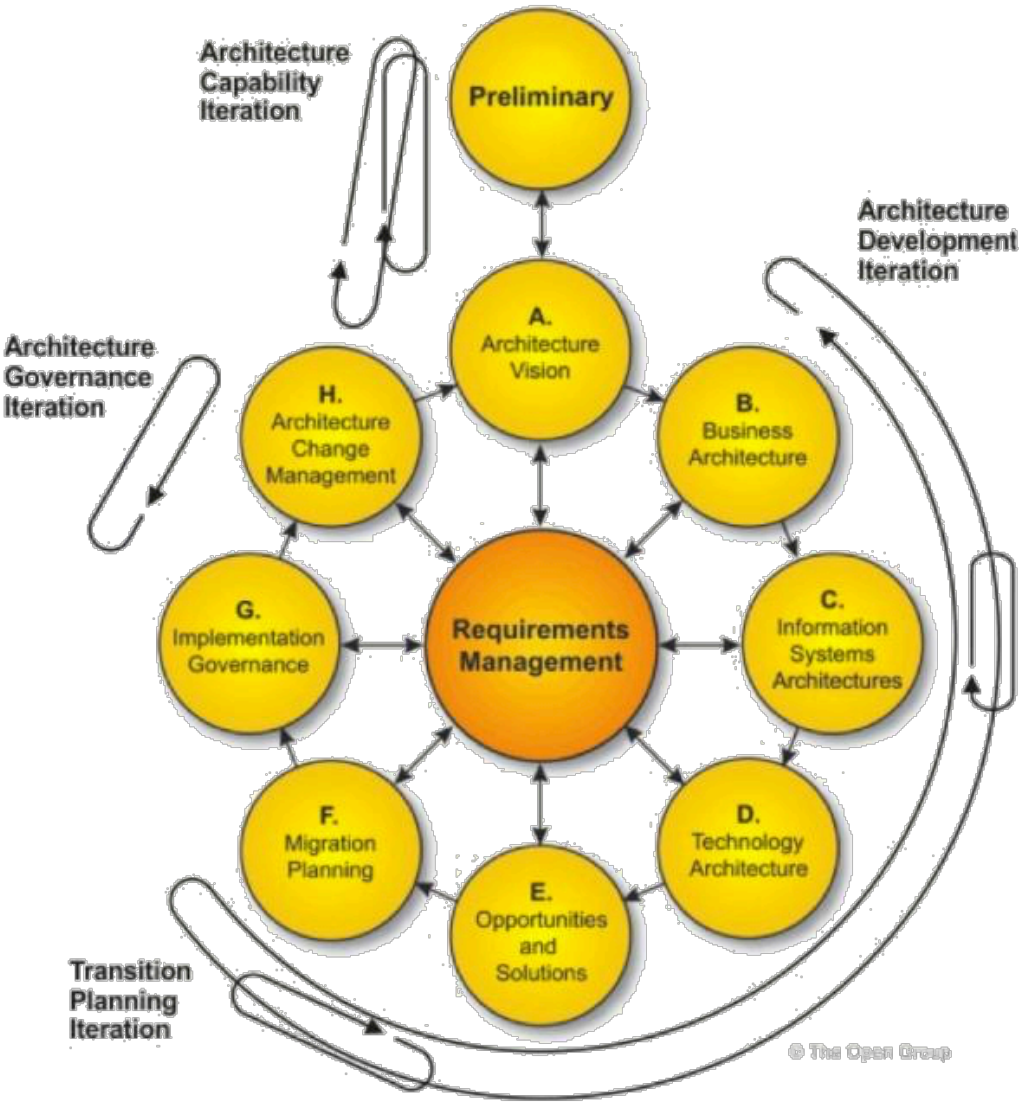 Architecture
Capability
Iteration
Preliminary
Architecture
Development
Iteration
A.
Architecture
Vision
Architecture
Governance
Iteration
H.
Architecture
Change
Management
B.
Business
Architecture
G.
Implementation
Governance
Requirements
Management
C.
Information
Systems
Architectures
F.
Migration
Planning
D.
Technology
Architecture
E.
Opportunities
and
Solutions
Transition
Planning
Iteration
© The Open Group